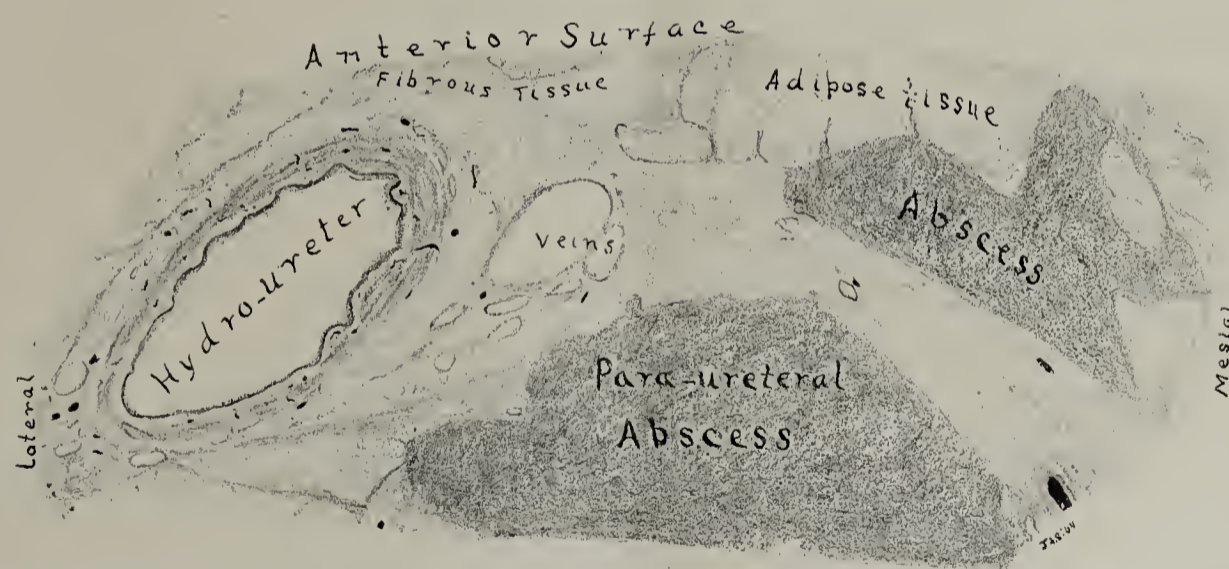 Anterior Surface
Fibrous Tissue
Adipose tissue
Hydro-ureter
Veins
Abscess
Para-ureteral
Abscess
Lateral
Mesial